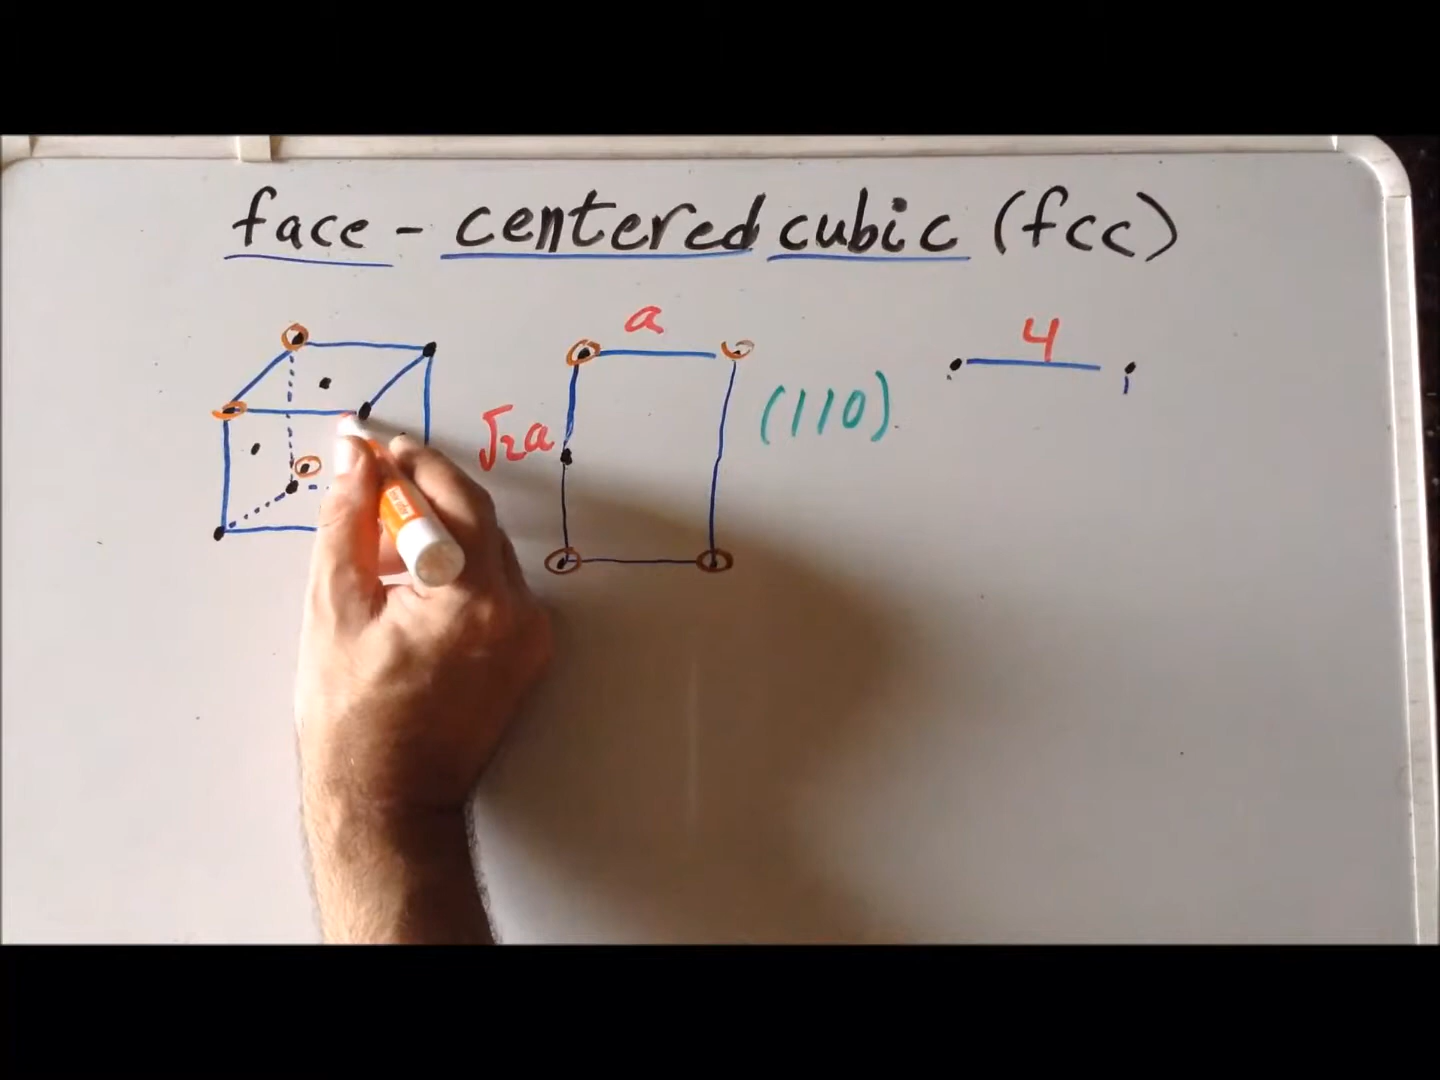 face - centered cubic (fcc)
a
4
√2a
(110)